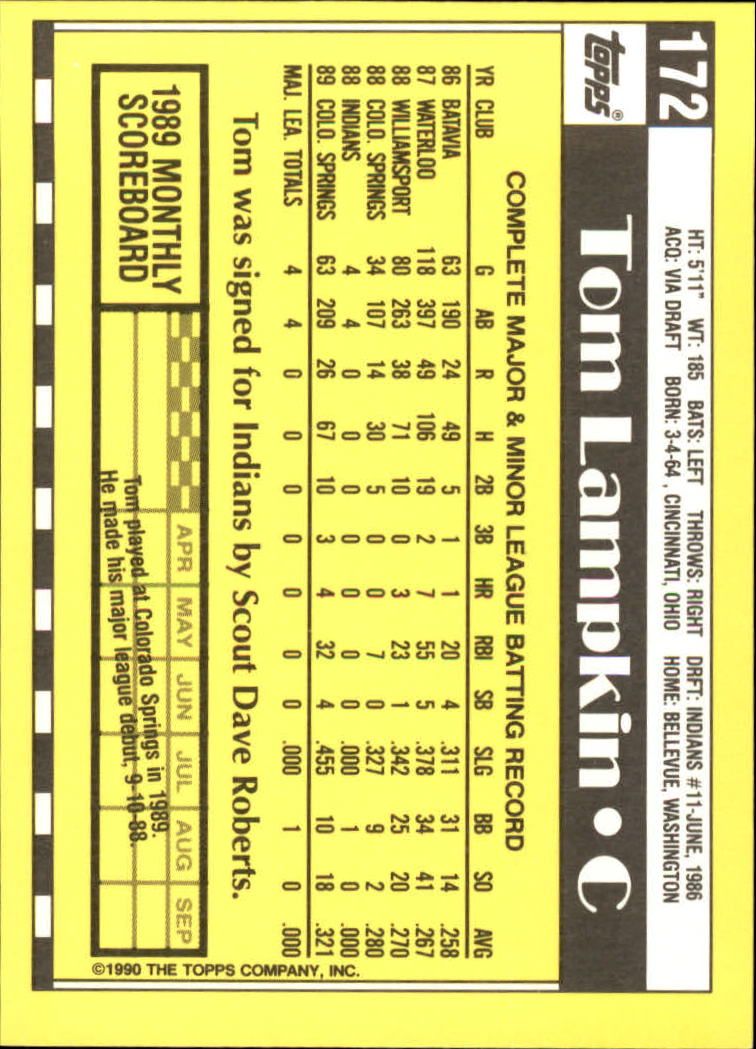 172
HT: 5'11" WT: 185 BATS: LEFT THROWS: RIGHT DRFT: INDIANS #11-JUNE, 1986
ACQ: VIA DRAFT BORN: 3-4-64 , CINCINNATI, OHIO HOME: BELLEVUE, WASHINGTON
topps®
Tom Lampkin • C
COMPLETE MAJOR & MINOR LEAGUE BATTING RECORD
YR CLUB G AB R H 2B 3B HR RBI SB SLG BB SO AVG
86 BATAVIA 63 190 24 49 5 1 1 20 4 .311 31 14 .258
87 WATERLOO 118 397 49 106 19 2 7 55 5 .378 34 41 .267
88 WILLIAMSPORT 80 263 38 71 10 0 3 23 1 .342 25 20 .270
88 COLO. SPRINGS 34 107 14 30 5 0 0 7 0 .327 9 2 .280
88 INDIANS 4 4 0 0 0 0 0 0 0 .000 1 0 .000
89 COLO. SPRINGS 63 209 26 67 10 3 4 32 4 .455 10 18 .321
MAJ. LEA. TOTALS 4 4 0 0 0 0 0 0 0 .000 1 0 .000
Tom was signed for Indians by Scout Dave Roberts.
1989 MONTHLY
SCOREBOARD
APR MAY JUN JUL AUG SEP
Tom played at Colorado Springs in 1989.
He made his major league debut, 9-10-88.
©1990 THE TOPPS COMPANY, INC.